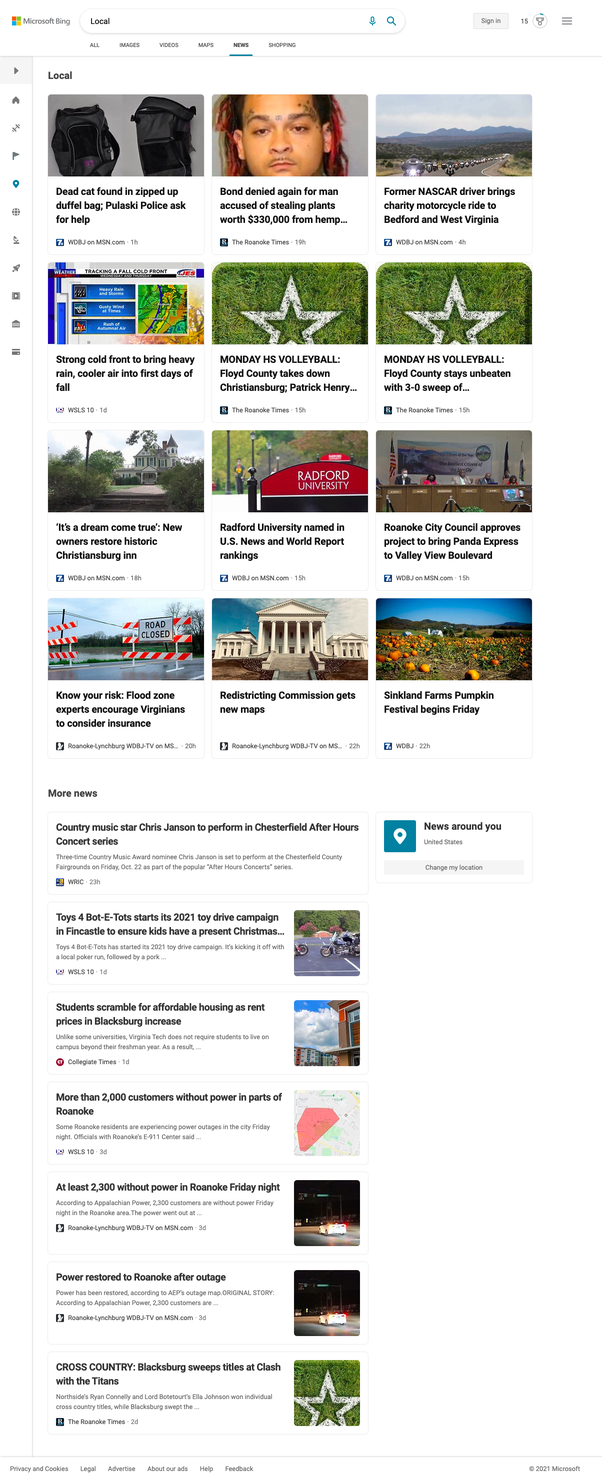 Microsoft Bing
Local
Sign in
15
ALL
IMAGES
VIDEOS
MAPS
NEWS
SHOPPING
Local
Dead cat found in zipped up
duffel bag; Pulaski Police ask
for help
WDBJ on MSN.com · 1h
Bond denied again for man
accused of stealing plants
worth $330,000 from hemp...
The Roanoke Times · 19h
Former NASCAR driver brings
charity motorcycle ride to
Bedford and West Virginia
WDBJ on MSN.com · 4h
WEATHER
TRACKING A FALL COLD FRONT
Heavy Rain
and Storms
Gusty Wind
at Times
Rush of
Autumnal Air
Strong cold front to bring heavy
rain, cooler air into first days of
fall
WSLS 10 · 1d
MONDAY HS VOLLEYBALL:
Floyd County takes down
Christiansburg; Patrick Henry...
The Roanoke Times · 15h
MONDAY HS VOLLEYBALL:
Floyd County stays unbeaten
with 3-0 sweep of...
The Roanoke Times · 15h
'It's a dream come true': New
owners restore historic
Christiansburg inn
WDBJ on MSN.com · 18h
RADFORD
UNIVERSITY
Radford University named in
U.S. News and World Report
rankings
WDBJ on MSN.com · 15h
Roanoke City Council approves
project to bring Panda Express
to Valley View Boulevard
WDBJ on MSN.com · 15h
ROAD
CLOSED
Know your risk: Flood zone
experts encourage Virginians
to consider insurance
Roanoke-Lynchburg WDBJ-TV on MS... · 20h
Redistricting Commission gets
new maps
Roanoke-Lynchburg WDBJ-TV on MS... · 22h
Sinkland Farms Pumpkin
Festival begins Friday
WDBJ · 22h
More news
Country music star Chris Janson to perform in Chesterfield After Hours
Concert series
Three-time Country Music Award nominee Chris Janson is set to perform at the Chesterfield County
Fairgrounds on Friday, Oct. 22 as part of the popular "After Hours Concerts" series.
WRIC · 23h
News around you
United States
Change my location
Toys 4 Bot-E-Tots starts its 2021 toy drive campaign
in Fincastle to ensure kids have a present Christmas...
Toys 4 Bot-E-Tots has started its 2021 toy drive campaign. It's kicking it off with
a local poker run, followed by a pork ...
WSLS 10 · 1d
Students scramble for affordable housing as rent
prices in Blacksburg increase
Unlike some universities, Virginia Tech does not require students to live on
campus beyond their freshman year. As a result, ...
Collegiate Times · 1d
More than 2,000 customers without power in parts of
Roanoke
Some Roanoke residents are experiencing power outages in the city Friday
night. Officials with Roanoke's E-911 Center said ...
WSLS 10 · 3d
At least 2,300 without power in Roanoke Friday night
According to Appalachian Power, 2,300 customers are without power Friday
night in the Roanoke area.The power went out at ...
Roanoke-Lynchburg WDBJ-TV on MSN.com · 3d
Power restored to Roanoke after outage
Power has been restored, according to AEP's outage map.ORIGINAL STORY:
According to Appalachian Power, 2,300 customers are ...
Roanoke-Lynchburg WDBJ-TV on MSN.com · 3d
CROSS COUNTRY: Blacksburg sweeps titles at Clash
with the Titans
Northside's Ryan Connelly and Lord Botetourt's Ella Johnson won individual
cross country titles, while Blacksburg swept the ...
The Roanoke Times · 2d
Privacy and Cookies
Legal
Advertise
About our ads
Help
Feedback
© 2021 Microsoft